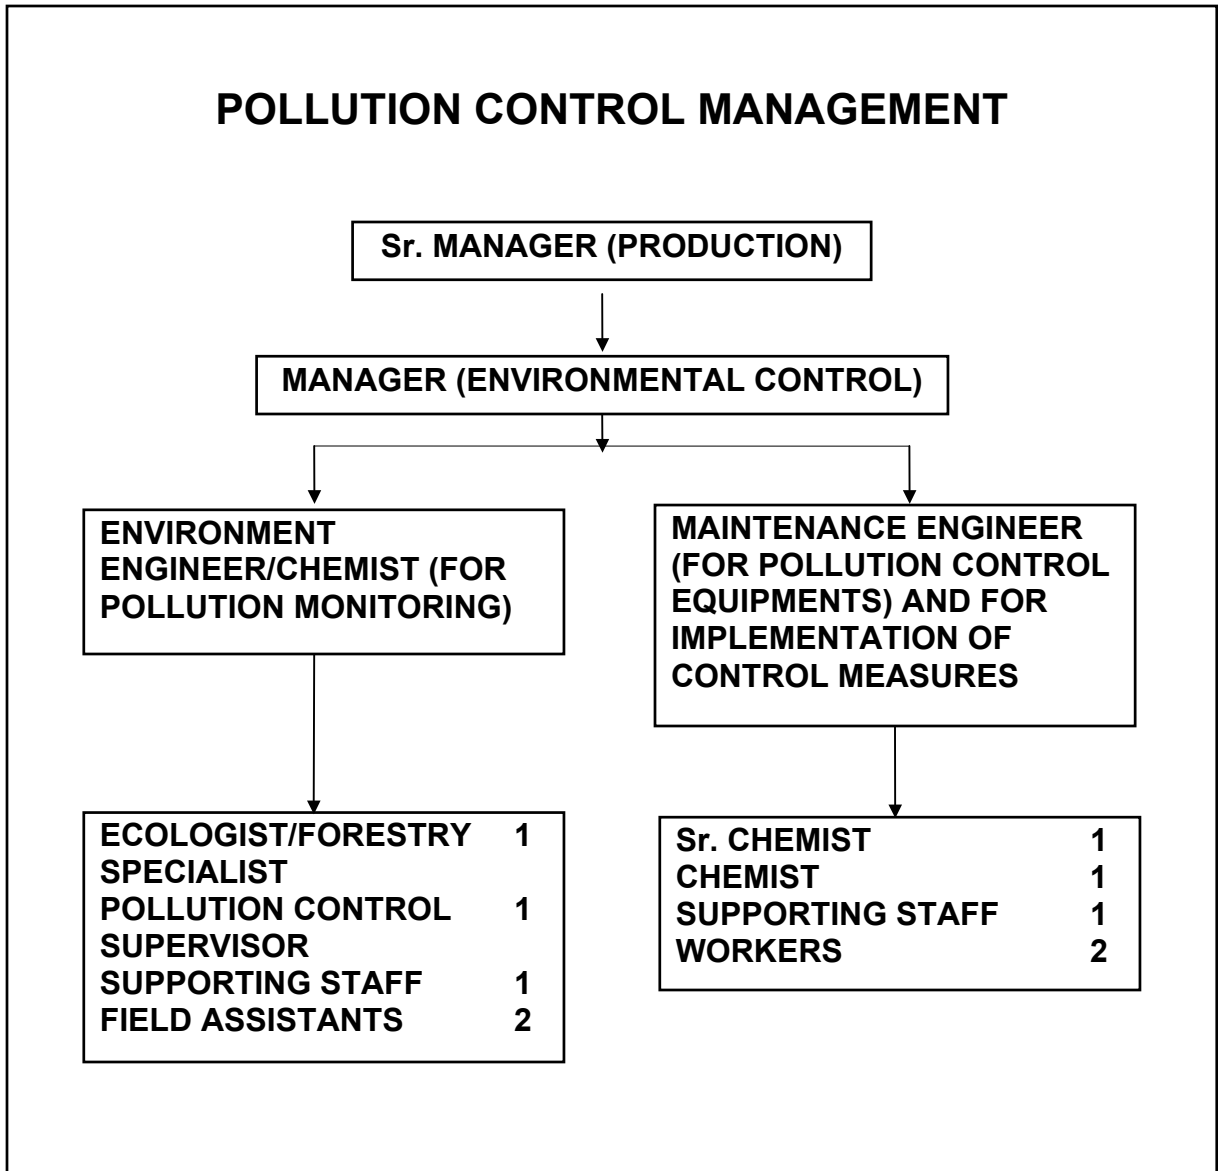 POLLUTION CONTROL MANAGEMENT
Sr. MANAGER (PRODUCTION)
MANAGER (ENVIRONMENTAL CONTROL)
ENVIRONMENT
ENGINEER/CHEMIST (FOR
POLLUTION MONITORING)
MAINTENANCE ENGINEER
(FOR POLLUTION CONTROL
EQUIPMENTS) AND FOR
IMPLEMENTATION OF
CONTROL MEASURES
ECOLOGIST/FORESTRY 1
SPECIALIST
POLLUTION CONTROL 1
SUPERVISOR
SUPPORTING STAFF 1
FIELD ASSISTANTS 2
Sr. CHEMIST 1
CHEMIST 1
SUPPORTING STAFF 1
WORKERS 2